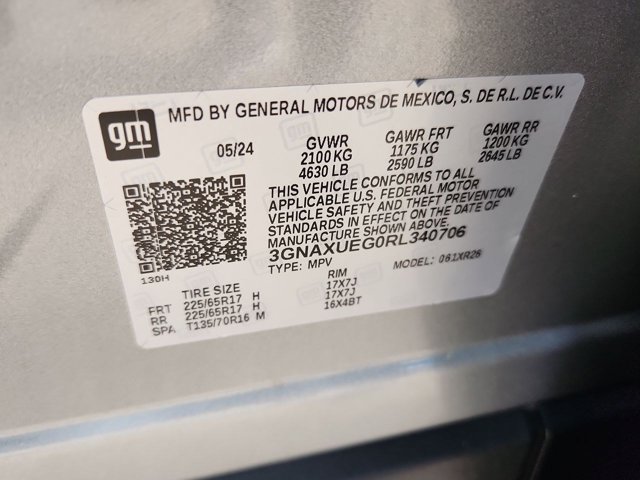 gm
MFD BY GENERAL MOTORS DE MEXICO, S. DE R.L. DE C.V.
05/24 GVWR GAWR FRT GAWR RR
2100 KG 1175 KG 1200 KG
4630 LB 2590 LB 2645 LB
THIS VEHICLE CONFORMS TO ALL
APPLICABLE U.S. FEDERAL MOTOR
VEHICLE SAFETY AND THEFT PREVENTION
STANDARDS IN EFFECT ON THE DATE OF
MANUFACTURE SHOWN ABOVE.
3GNAXUEG0RL340706
130H TYPE: MPV MODEL: 061XR26
TIRE SIZE RIM
FRT 225/65R17 H 17X7J
RR 225/65R17 H 17X7J
SPA T135/70R16 M 16X4BT